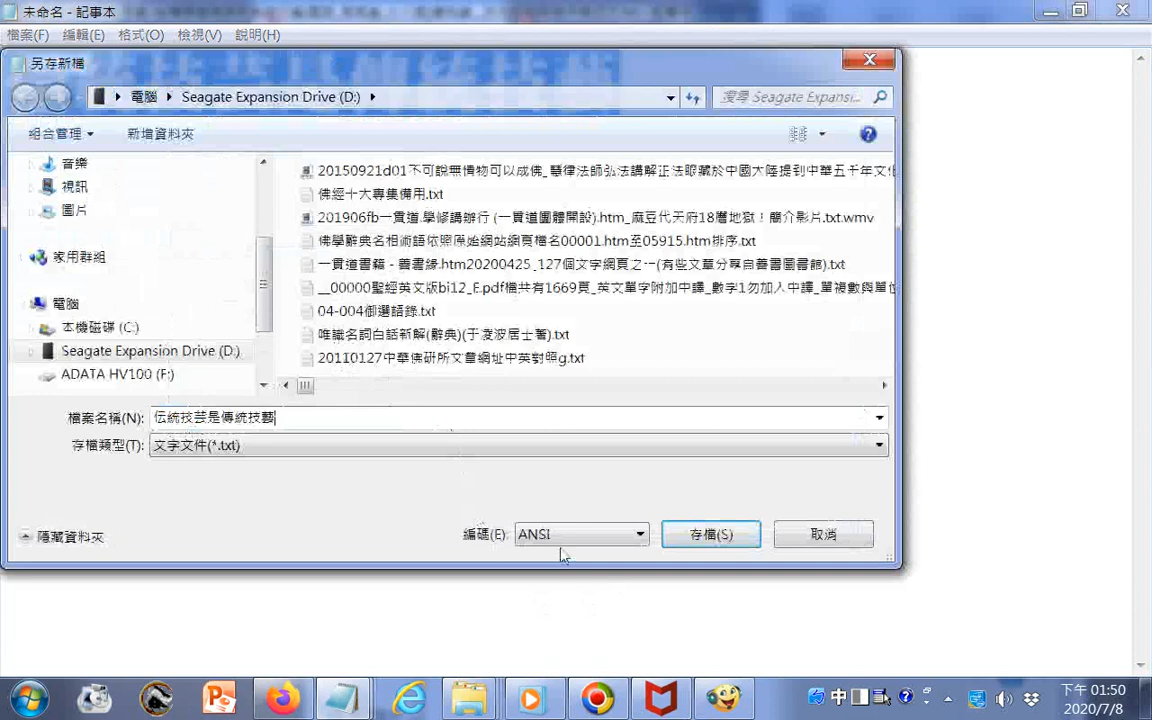 未命名 - 記事本
檔案(F) 編輯(E) 格式(O) 檢視(V) 說明(H)
另存新檔
電腦 Seagate Expansion Drive (D:)
搜尋 Seagate Expansi...
組合管理 新增資料夾
音樂
視訊
圖片
家用群組
電腦
本機磁碟 (C:)
Seagate Expansion Drive (D:)
ADATA HV100 (F:)
20150921d01不可說無情物可以成佛_慧律法師弘法講解正法眼藏於中國大陸提到中華五千年文化
佛經十大專集備用.txt
201906fb一貫道.學修講辦行 (一貫道團體開設).htm_麻豆代天府18層地獄！簡介影片.txt.wmv
佛學辭典名相術語依照原始網站網頁檔名00001.htm至05915.htm排序.txt
一貫道書籍 - 善書緣.htm20200425_127個文字網頁之一(有些文章分享自善書圖書館).txt
__00000聖經英文版bi12_E.pdf檔共有1669頁_英文單字附加中譯_數字1勿加入中譯_單複數與單位
04-004御選語錄.txt
唯識名詞白話新解(辭典)(于凌波居士著).txt
20110127中華佛研所文章網址中英對照g.txt
檔案名稱(N): 伝統技芸是傳統技藝
存檔類型(T): 文字文件(*.txt)
隱藏資料夾
編碼(E): ANSI
存檔(S) 取消
中
下午 01:50
2020/7/8